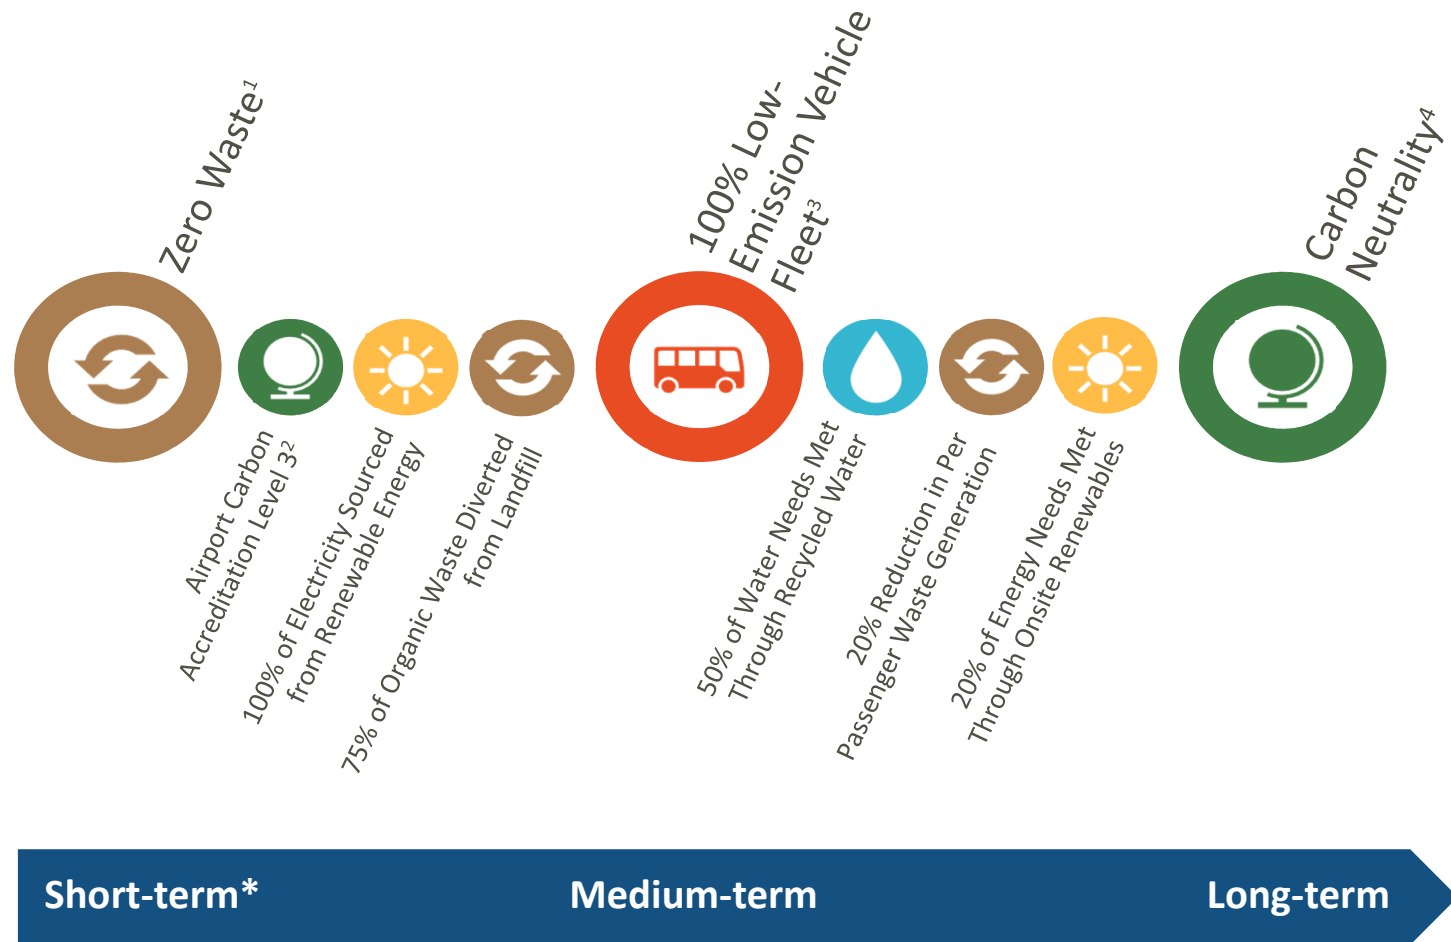 Zero Waste¹
Airport Carbon
Accreditation Level 3²
100% of Electricity Sourced
from Renewable Energy
75% of Organic Waste Diverted
from Landfill
100% Low-
Emission Vehicle
Fleet³
50% of Water Needs Met
Through Recycled Water
20% Reduction in Per
Passenger Waste Generation
20% of Energy Needs Met
Through Onsite Renewables
Carbon
Neutrality⁴
Short-term*
Medium-term
Long-term